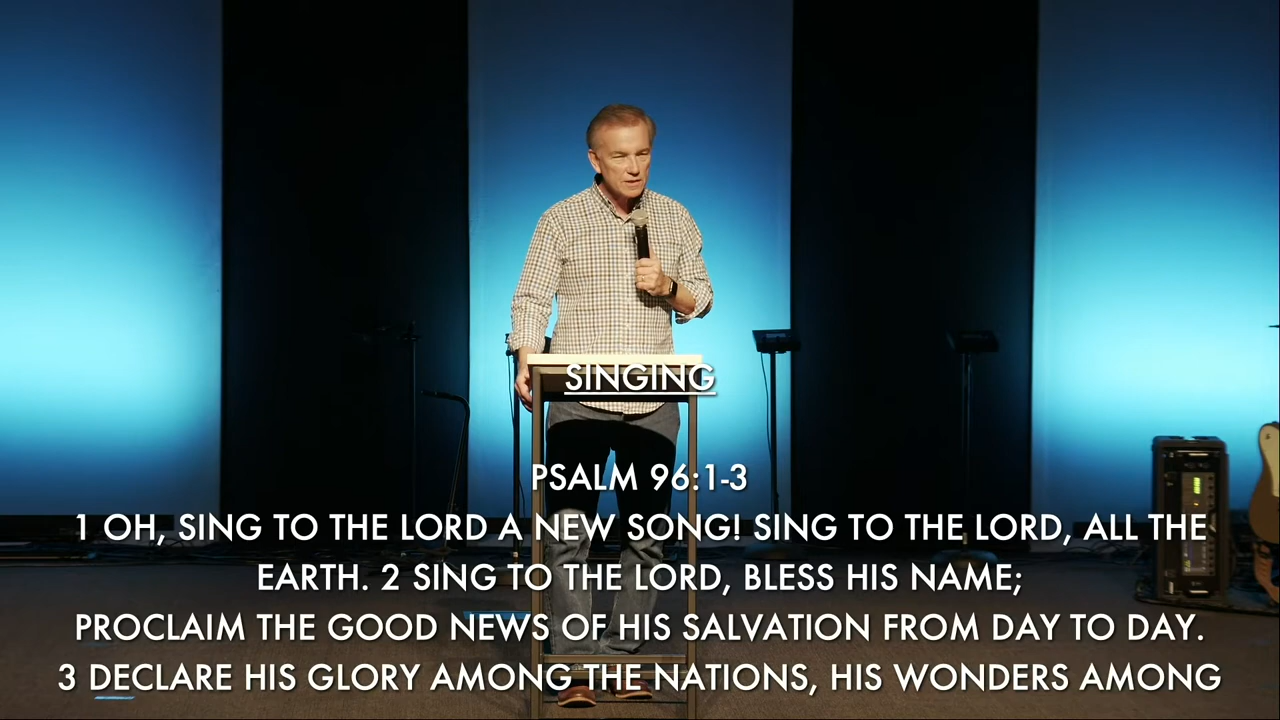 SINGING
PSALM 96:1-3
1 OH, SING TO THE LORD A NEW SONG! SING TO THE LORD, ALL THE
EARTH. 2 SING TO THE LORD, BLESS HIS NAME;
PROCLAIM THE GOOD NEWS OF HIS SALVATION FROM DAY TO DAY.
3 DECLARE HIS GLORY AMONG THE NATIONS, HIS WONDERS AMONG